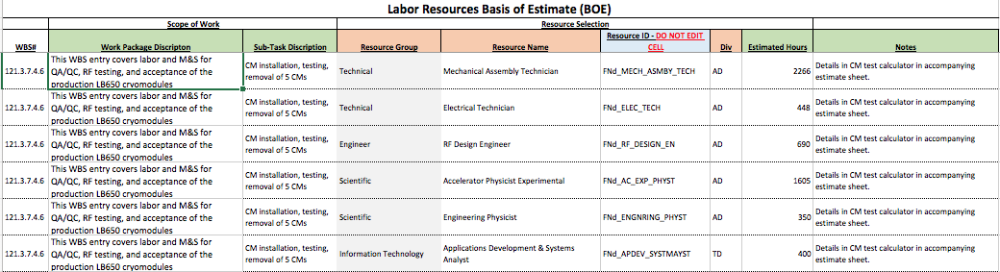 Labor Resources Basis of Estimate (BOE)
Scope of Work Resource Selection
WBS# Work Package Discripton Sub-Task Discription Resource Group Resource Name Resource ID - DO NOT EDIT CELL Div Estimated Hours Notes
121.3.7.4.6 This WBS entry covers labor and M&S for
QA/QC, RF testing, and acceptance of the
production LB650 cryomodules
CM installation, testing,
removal of 5 CMs
Technical Mechanical Assembly Technician FNd_MECH_ASMBY_TECH AD 2266 Details in CM test calculator in accompanying
estimate sheet.
121.3.7.4.6 This WBS entry covers labor and M&S for
QA/QC, RF testing, and acceptance of the
production LB650 cryomodules
CM installation, testing,
removal of 5 CMs
Technical Electrical Technician FNd_ELEC_TECH AD 448 Details in CM test calculator in accompanying
estimate sheet.
121.3.7.4.6 This WBS entry covers labor and M&S for
QA/QC, RF testing, and acceptance of the
production LB650 cryomodules
CM installation, testing,
removal of 5 CMs
Engineer RF Design Engineer FNd_RF_DESIGN_EN AD 690 Details in CM test calculator in accompanying
estimate sheet.
121.3.7.4.6 This WBS entry covers labor and M&S for
QA/QC, RF testing, and acceptance of the
production LB650 cryomodules
CM installation, testing,
removal of 5 CMs
Scientific Accelerator Physicist Experimental FNd_AC_EXP_PHYST AD 1605 Details in CM test calculator in accompanying
estimate sheet.
121.3.7.4.6 This WBS entry covers labor and M&S for
QA/QC, RF testing, and acceptance of the
production LB650 cryomodules
CM installation, testing,
removal of 5 CMs
Scientific Engineering Physicist FNd_ENGNRING_PHYST AD 350 Details in CM test calculator in accompanying
estimate sheet.
121.3.7.4.6 This WBS entry covers labor and M&S for
QA/QC, RF testing, and acceptance of the
production LB650 cryomodules
CM installation, testing,
removal of 5 CMs
Information Technology Applications Development & Systems
Analyst
FNd_APDEV_SYSTMAYST TD 400 Details in CM test calculator in accompanying
estimate sheet.